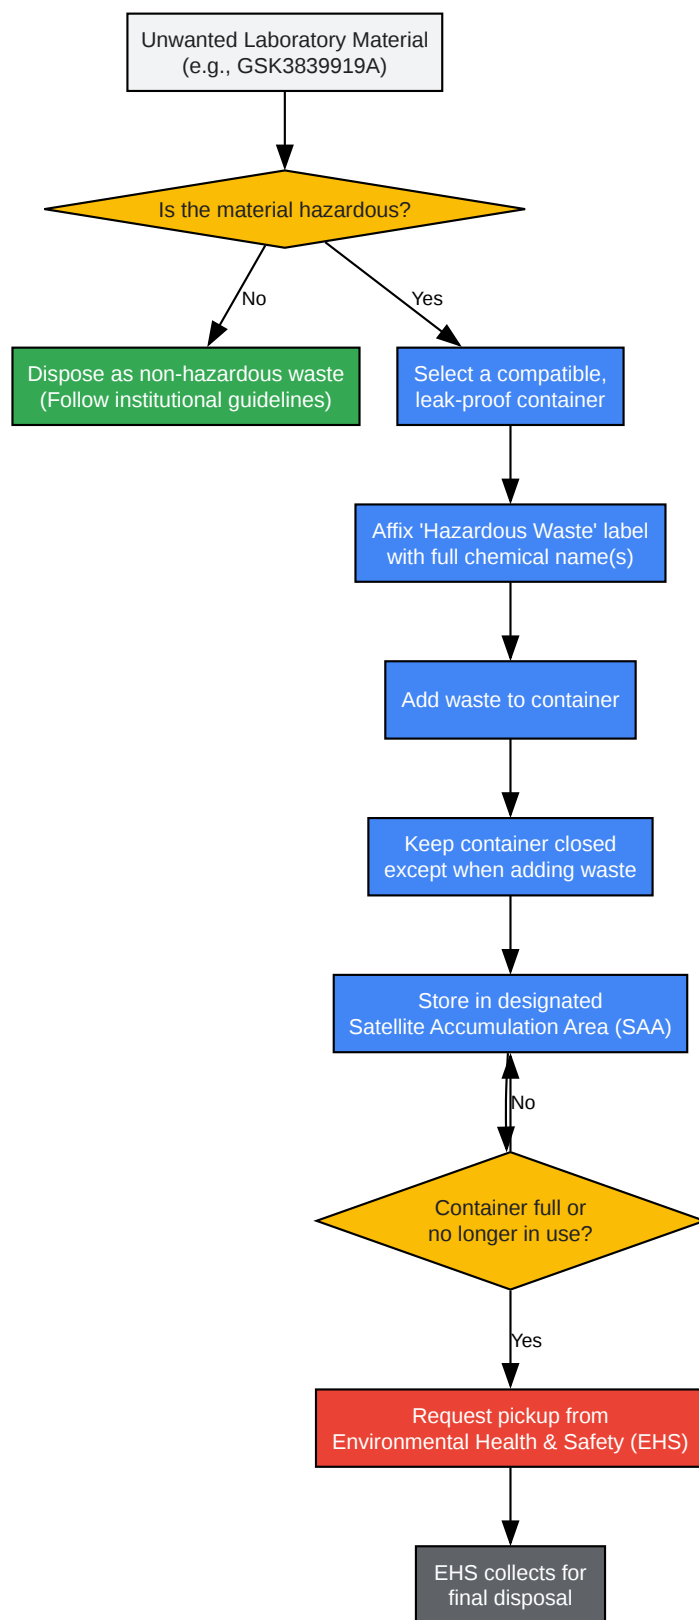 Unwanted Laboratory Material
(e.g., GSK3839919A)
Is the material hazardous?
No
Yes
Dispose as non-hazardous waste
(Follow institutional guidelines)
Select a compatible,
leak-proof container
Affix 'Hazardous Waste' label
with full chemical name(s)
Add waste to container
Keep container closed
except when adding waste
Store in designated
Satellite Accumulation Area (SAA)
No
Container full or
no longer in use?
Yes
Request pickup from
Environmental Health & Safety (EHS)
EHS collects for
final disposal